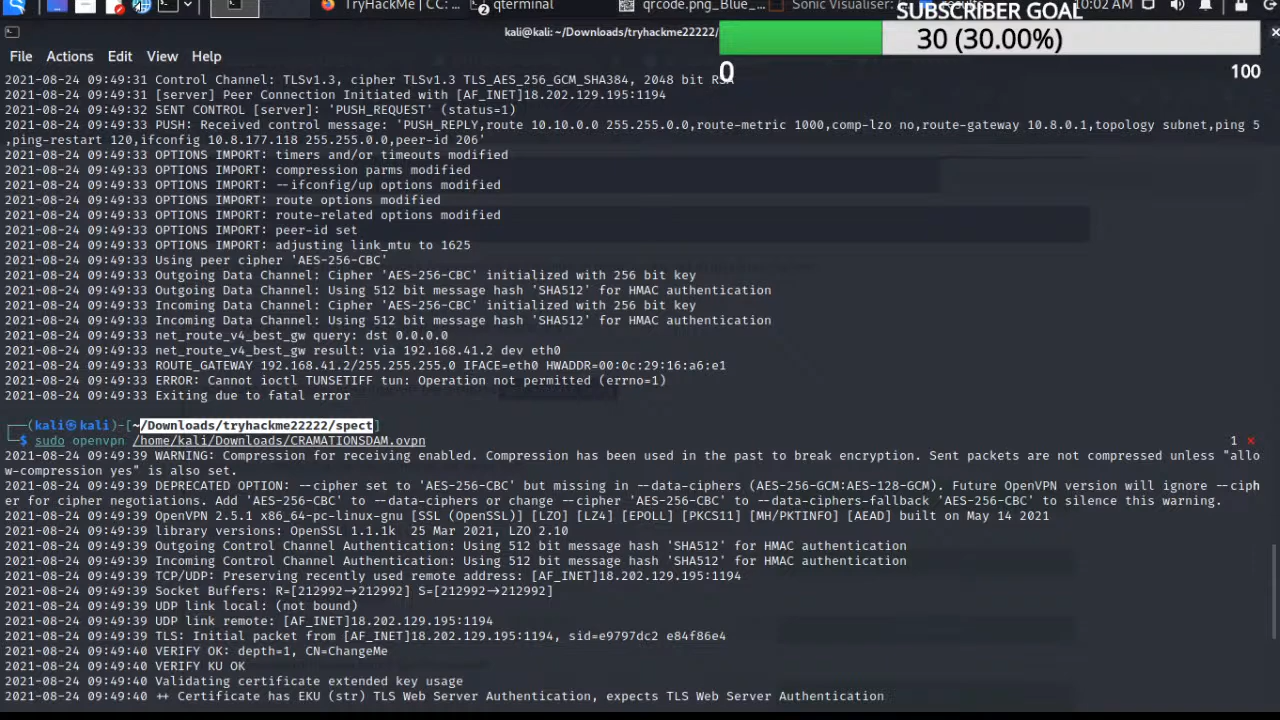 TryHackMe | CC:
qterminal
2
qrcode.png_Blue_...
Sonic Visualiser:
10:02 AM
SUBSCRIBER GOAL
30 (30.00%)
0
100
kali@kali: ~/Downloads/tryhackme22222/
File Actions Edit View Help
2021-08-24 09:49:31 Control Channel: TLSv1.3, cipher TLSv1.3 TLS_AES_256_GCM_SHA384, 2048 bit RSA
2021-08-24 09:49:31 [server] Peer Connection Initiated with [AF_INET]18.202.129.195:1194
2021-08-24 09:49:32 SENT CONTROL [server]: 'PUSH_REQUEST' (status=1)
2021-08-24 09:49:33 PUSH: Received control message: 'PUSH_REPLY,route 10.10.0.0 255.255.0.0,route-metric 1000,comp-lzo no,route-gateway 10.8.0.1,topology subnet,ping 5
,ping-restart 120,ifconfig 10.8.177.118 255.255.0.0,peer-id 206'
2021-08-24 09:49:33 OPTIONS IMPORT: timers and/or timeouts modified
2021-08-24 09:49:33 OPTIONS IMPORT: compression parms modified
2021-08-24 09:49:33 OPTIONS IMPORT: --ifconfig/up options modified
2021-08-24 09:49:33 OPTIONS IMPORT: route options modified
2021-08-24 09:49:33 OPTIONS IMPORT: route-related options modified
2021-08-24 09:49:33 OPTIONS IMPORT: peer-id set
2021-08-24 09:49:33 OPTIONS IMPORT: adjusting link_mtu to 1625
2021-08-24 09:49:33 Using peer cipher 'AES-256-CBC'
2021-08-24 09:49:33 Outgoing Data Channel: Cipher 'AES-256-CBC' initialized with 256 bit key
2021-08-24 09:49:33 Outgoing Data Channel: Using 512 bit message hash 'SHA512' for HMAC authentication
2021-08-24 09:49:33 Incoming Data Channel: Cipher 'AES-256-CBC' initialized with 256 bit key
2021-08-24 09:49:33 Incoming Data Channel: Using 512 bit message hash 'SHA512' for HMAC authentication
2021-08-24 09:49:33 net_route_v4_best_gw query: dst 0.0.0.0
2021-08-24 09:49:33 net_route_v4_best_gw result: via 192.168.41.2 dev eth0
2021-08-24 09:49:33 ROUTE_GATEWAY 192.168.41.2/255.255.255.0 IFACE=eth0 HWADDR=00:0c:29:16:a6:e1
2021-08-24 09:49:33 ERROR: Cannot ioctl TUNSETIFF tun: Operation not permitted (errno=1)
2021-08-24 09:49:33 Exiting due to fatal error
┌──(kali㉿kali)-[~/Downloads/tryhackme22222/spect]
└─$ sudo openvpn /home/kali/Downloads/CRAMATIONSDAM.ovpn 1 ⨯
2021-08-24 09:49:39 WARNING: Compression for receiving enabled. Compression has been used in the past to break encryption. Sent packets are not compressed unless "allo
w-compression yes" is also set.
2021-08-24 09:49:39 DEPRECATED OPTION: --cipher set to 'AES-256-CBC' but missing in --data-ciphers (AES-256-GCM:AES-128-GCM). Future OpenVPN version will ignore --ciph
er for cipher negotiations. Add 'AES-256-CBC' to --data-ciphers or change --cipher 'AES-256-CBC' to --data-ciphers-fallback 'AES-256-CBC' to silence this warning.
2021-08-24 09:49:39 OpenVPN 2.5.1 x86_64-pc-linux-gnu [SSL (OpenSSL)] [LZO] [LZ4] [EPOLL] [PKCS11] [MH/PKTINFO] [AEAD] built on May 14 2021
2021-08-24 09:49:39 library versions: OpenSSL 1.1.1k  25 Mar 2021, LZO 2.10
2021-08-24 09:49:39 Outgoing Control Channel Authentication: Using 512 bit message hash 'SHA512' for HMAC authentication
2021-08-24 09:49:39 Incoming Control Channel Authentication: Using 512 bit message hash 'SHA512' for HMAC authentication
2021-08-24 09:49:39 TCP/UDP: Preserving recently used remote address: [AF_INET]18.202.129.195:1194
2021-08-24 09:49:39 Socket Buffers: R=[212992→212992] S=[212992→212992]
2021-08-24 09:49:39 UDP link local: (not bound)
2021-08-24 09:49:39 UDP link remote: [AF_INET]18.202.129.195:1194
2021-08-24 09:49:39 TLS: Initial packet from [AF_INET]18.202.129.195:1194, sid=e9797dc2 e84f86e4
2021-08-24 09:49:40 VERIFY OK: depth=1, CN=ChangeMe
2021-08-24 09:49:40 VERIFY KU OK
2021-08-24 09:49:40 Validating certificate extended key usage
2021-08-24 09:49:40 ++ Certificate has EKU (str) TLS Web Server Authentication, expects TLS Web Server Authentication